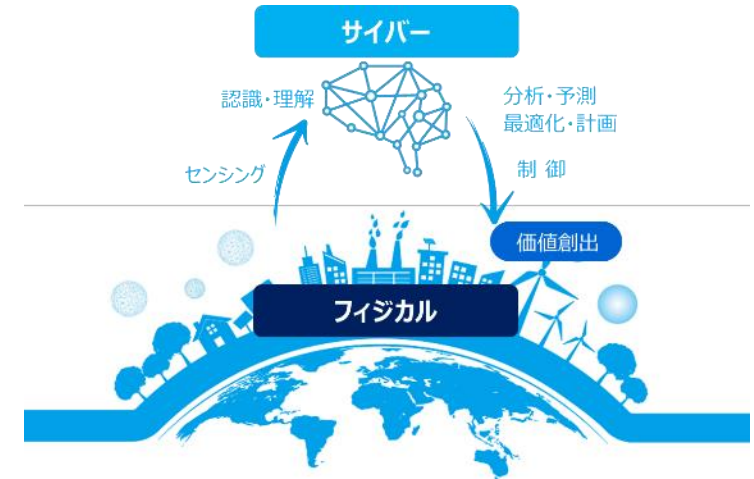 サイバー
認識・理解
分析・予測
最適化・計画
センシング
制 御
価値創出
フィジカル